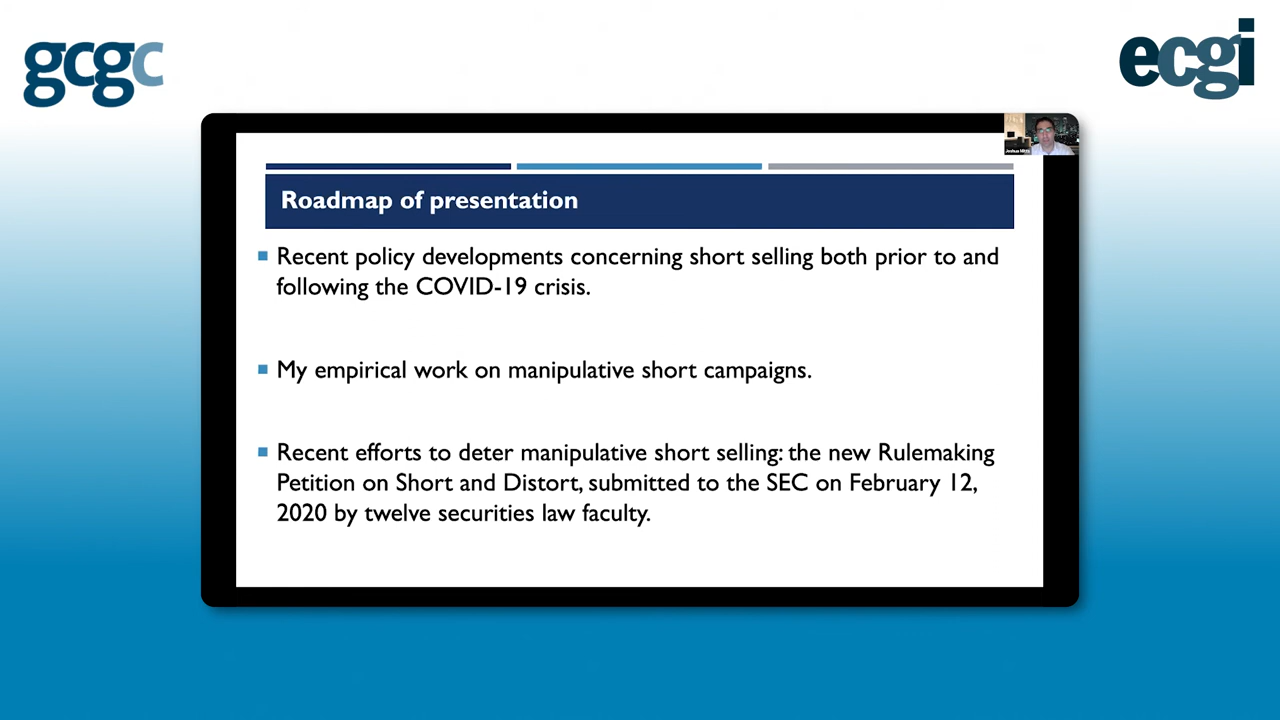 gcgc
ecgi
Joshua Mitts
Roadmap of presentation
Recent policy developments concerning short selling both prior to and
following the COVID-19 crisis.
My empirical work on manipulative short campaigns.
Recent efforts to deter manipulative short selling: the new Rulemaking
Petition on Short and Distort, submitted to the SEC on February 12,
2020 by twelve securities law faculty.